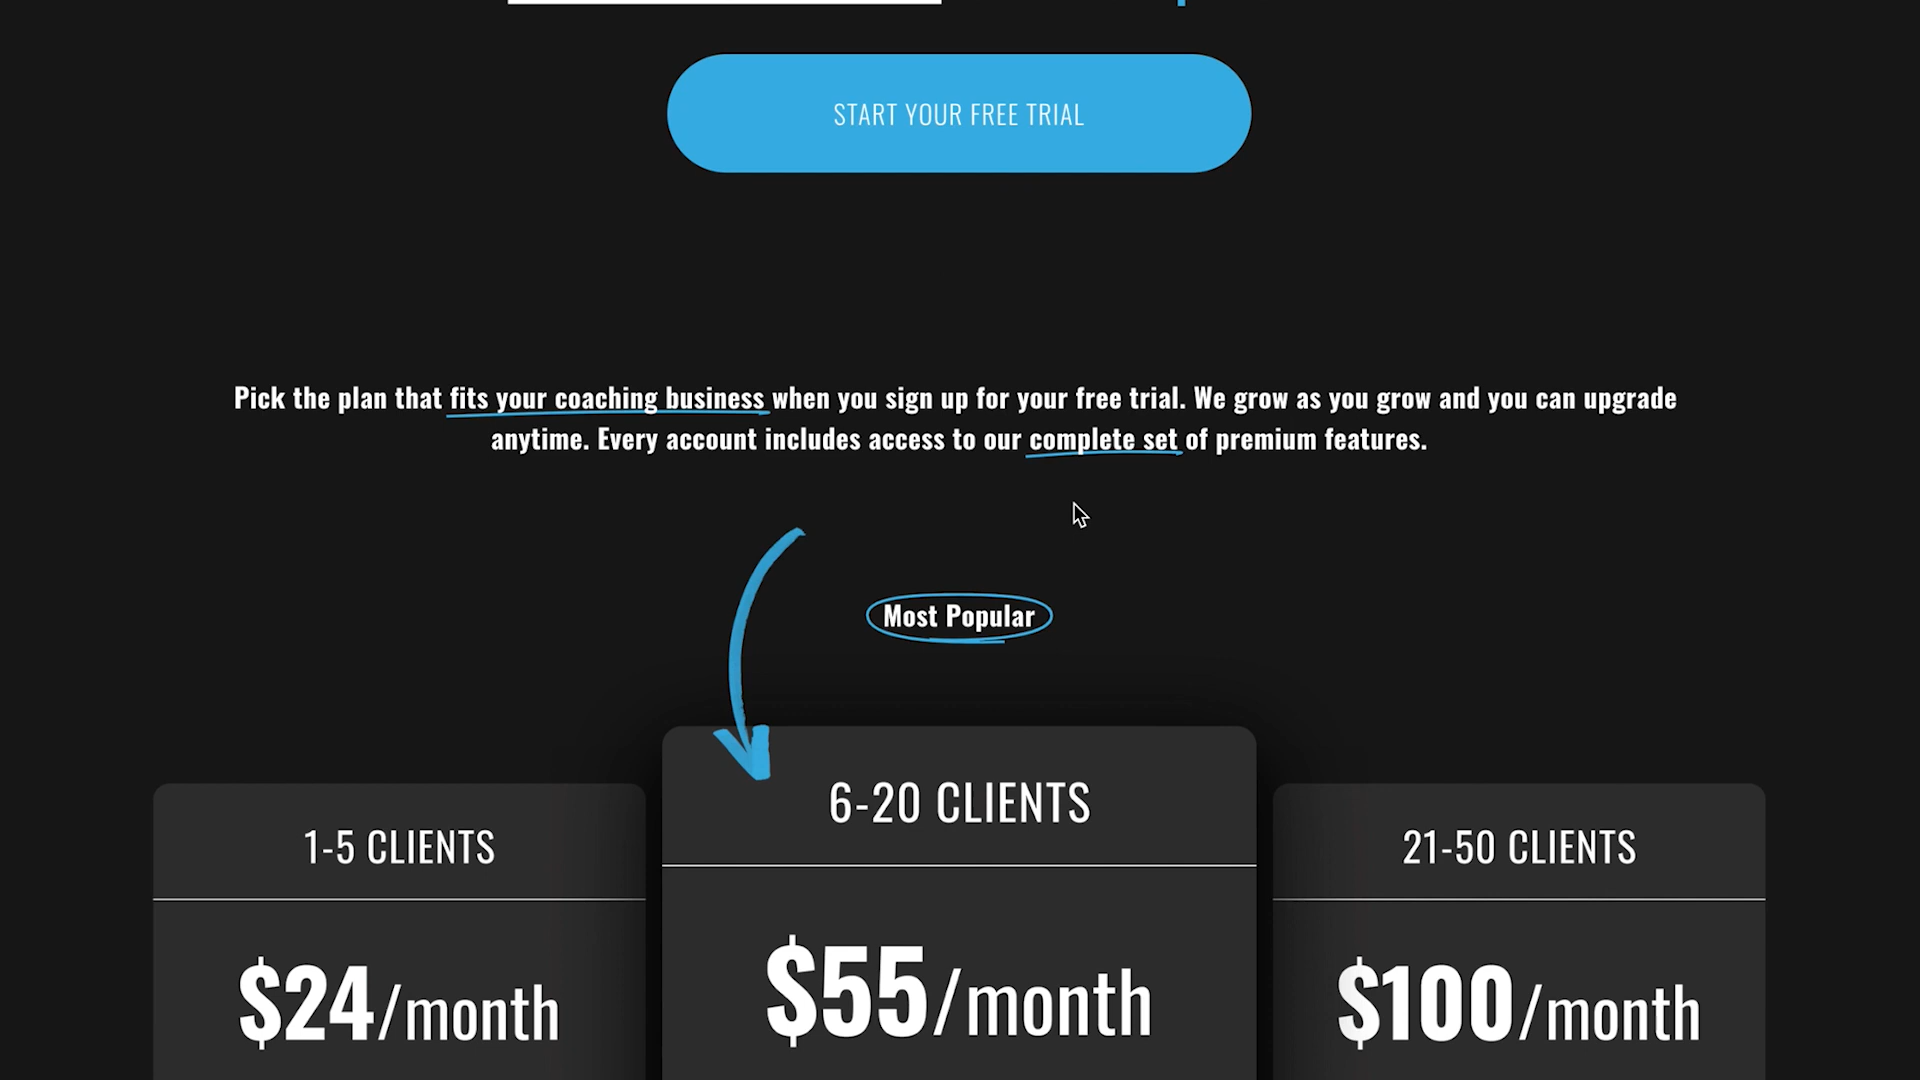 START YOUR FREE TRIAL
Pick the plan that fits your coaching business when you sign up for your free trial. We grow as you grow and you can upgrade
anytime. Every account includes access to our complete set of premium features.
Most Popular
6-20 CLIENTS
1-5 CLIENTS
21-50 CLIENTS
$24/month
$55/month
$100/month